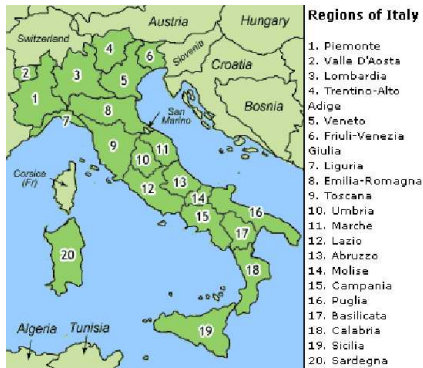 Austria
Hungary
Switzerland
Slovenia
Croatia
Bosnia
San
Marino
Corsice
(Fr)
Algeria
Tunisia
1
2
3
4
5
6
7
8
9
10
11
12
13
14
15
16
17
18
19
20
Regions of Italy
1. Piemonte
2. Valle D'Aosta
3. Lombardia
4. Trentino-Alto
Adige
5. Veneto
6. Friuli-Venezia
Giulia
7. Liguria
8. Emilia-Romagna
9. Toscana
10. Umbria
11. Marche
12. Lazio
13. Abruzzo
14. Molise
15. Campania
16. Puglia
17. Basilicata
18. Calabria
19. Sicilia
20. Sardegna